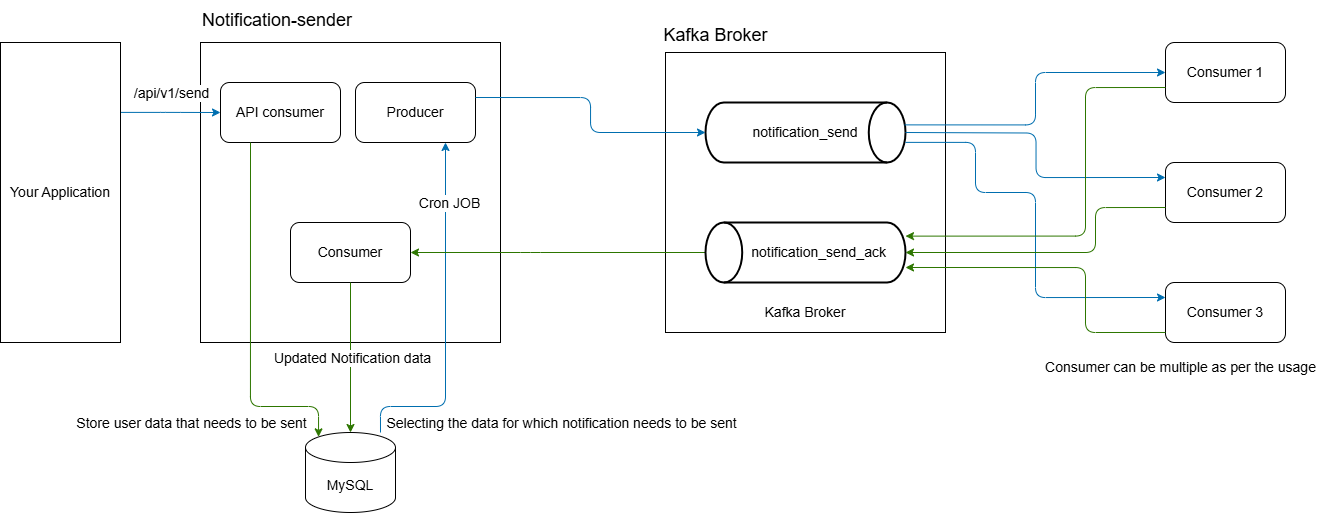 Notification-sender
Kafka Broker
/api/v1/send
API consumer
Producer
Consumer 1
notification_send
Your Application
Cron JOB
Consumer 2
Consumer
notification_send_ack
Kafka Broker
Consumer 3
Updated Notification data
Consumer can be multiple as per the usage
Store user data that needs to be sent
Selecting the data for which notification needs to be sent
MySQL